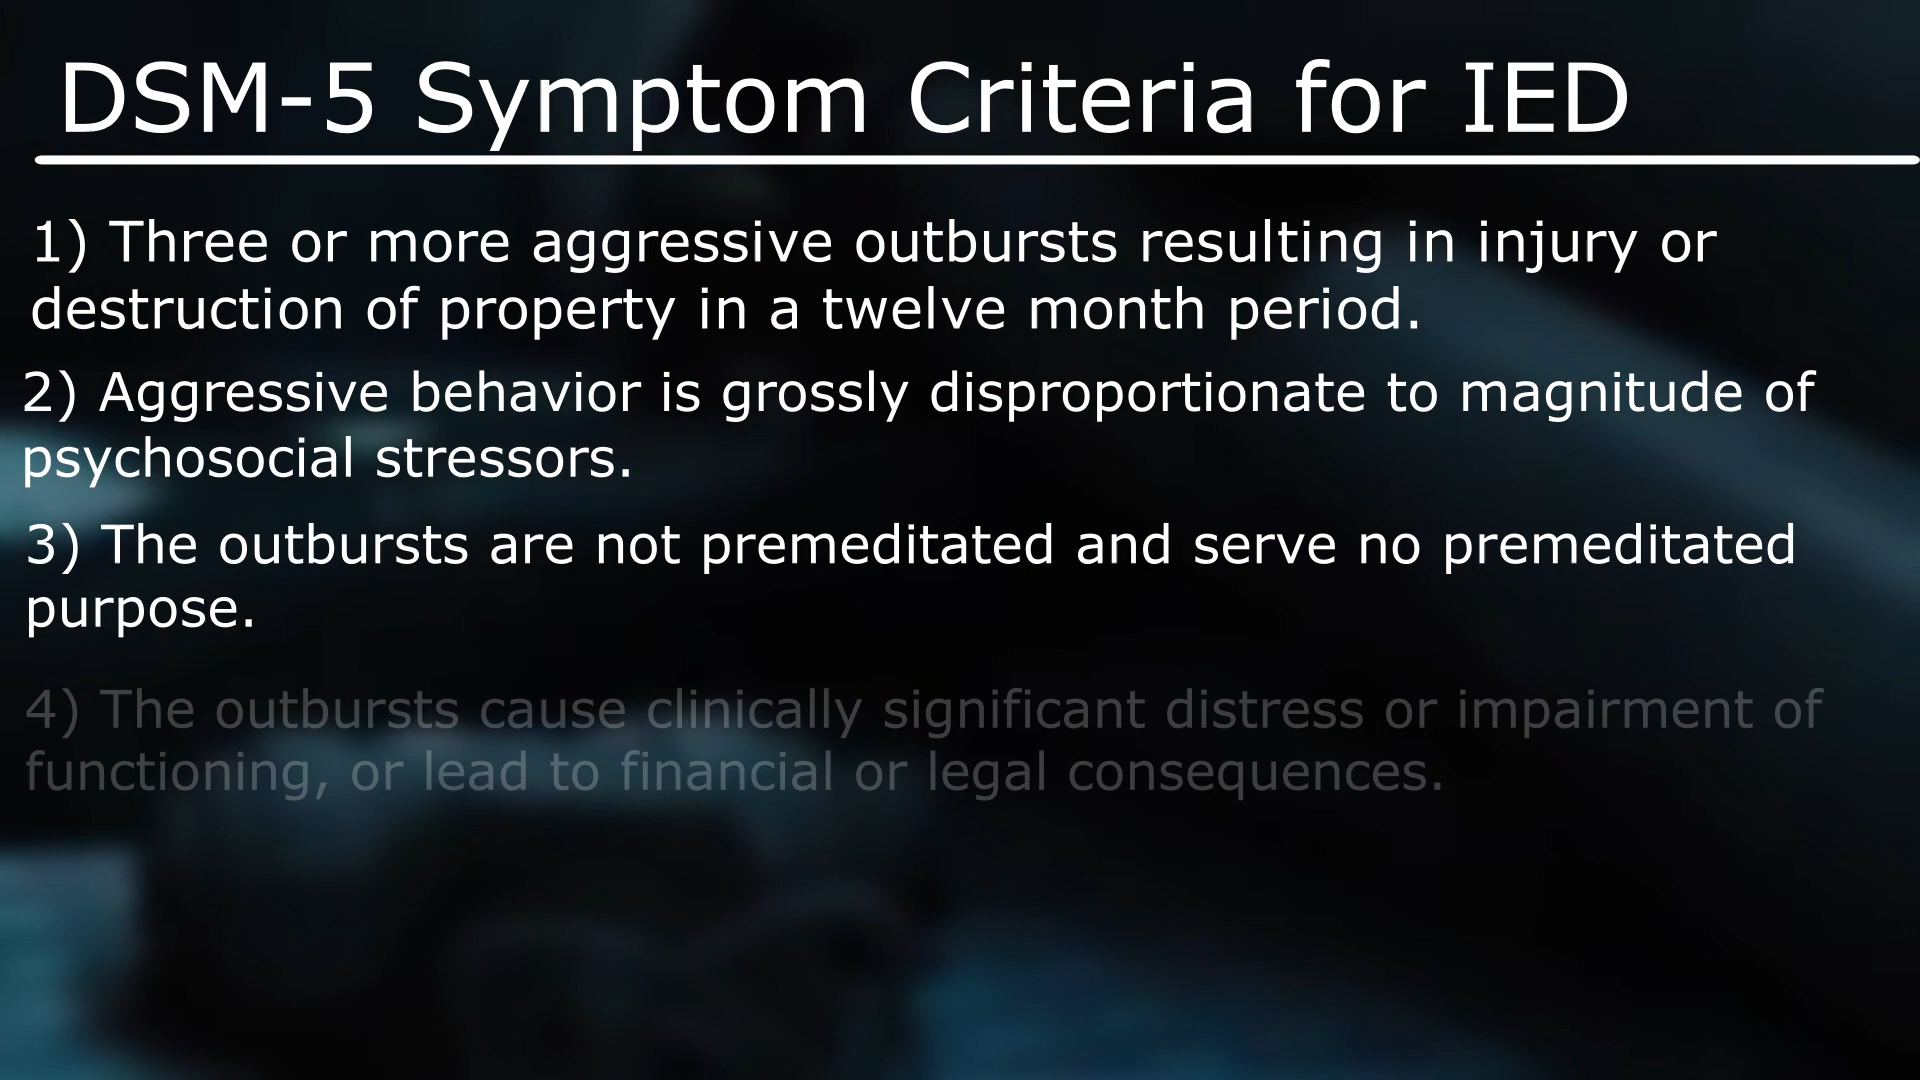 DSM-5 Symptom Criteria for IED
1) Three or more aggressive outbursts resulting in injury or
destruction of property in a twelve month period.
2) Aggressive behavior is grossly disproportionate to magnitude of
psychosocial stressors.
3) The outbursts are not premeditated and serve no premeditated
purpose.
4) The outbursts cause clinically significant distress or impairment of
functioning, or lead to financial or legal consequences.